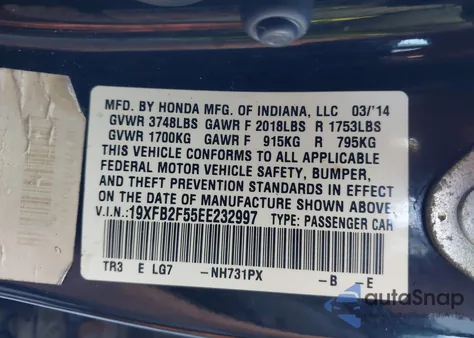 MFD. BY HONDA MFG. OF INDIANA, LLC 03/'14
GVWR 3748LBS GAWR F 2018LBS R 1753LBS
GVWR 1700KG GAWR F 915KG R 795KG
THIS VEHICLE CONFORMS TO ALL APPLICABLE
FEDERAL MOTOR VEHICLE SAFETY, BUMPER,
AND THEFT PREVENTION STANDARDS IN EFFECT
ON THE DATE OF MANUFACTURE SHOWN ABOVE.
V.I.N.:19XFB2F55EE232997 TYPE: PASSENGER CAR
TR3 E LG7 -NH731PX -B E
autaSnap